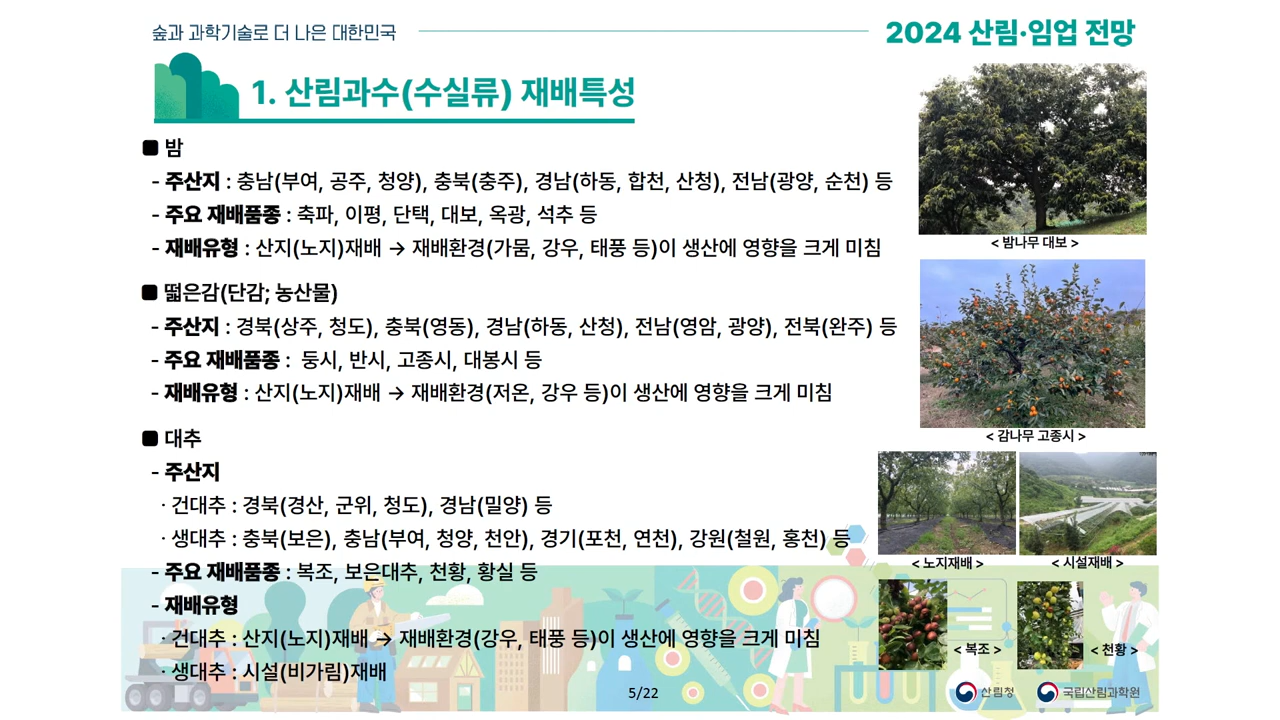 숲과 과학기술로 더 나은 대한민국
2024 산림·임업 전망
1. 산림과수(수실류) 재배특성
■ 밤
- 주산지 : 충남(부여, 공주, 청양), 충북(충주), 경남(하동, 합천, 산청), 전남(광양, 순천) 등
- 주요 재배품종 : 축파, 이평, 단택, 대보, 옥광, 석추 등
- 재배유형 : 산지(노지)재배 → 재배환경(가뭄, 강우, 태풍 등)이 생산에 영향을 크게 미침
< 밤나무 대보 >
■ 떫은감(단감; 농산물)
- 주산지 : 경북(상주, 청도), 충북(영동), 경남(하동, 산청), 전남(영암, 광양), 전북(완주) 등
- 주요 재배품종 : 둥시, 반시, 고종시, 대봉시 등
- 재배유형 : 산지(노지)재배 → 재배환경(저온, 강우 등)이 생산에 영향을 크게 미침
< 감나무 고종시 >
■ 대추
- 주산지
· 건대추 : 경북(경산, 군위, 청도), 경남(밀양) 등
· 생대추 : 충북(보은), 충남(부여, 청양, 천안), 경기(포천, 연천), 강원(철원, 홍천) 등
- 주요 재배품종 : 복조, 보은대추, 천황, 황실 등
- 재배유형
· 건대추 : 산지(노지)재배 → 재배환경(강우, 태풍 등)이 생산에 영향을 크게 미침
· 생대추 : 시설(비가림)재배
< 노지재배 >
< 시설재배 >
< 복조 >
< 천황 >
5/22
산림청
국립산림과학원